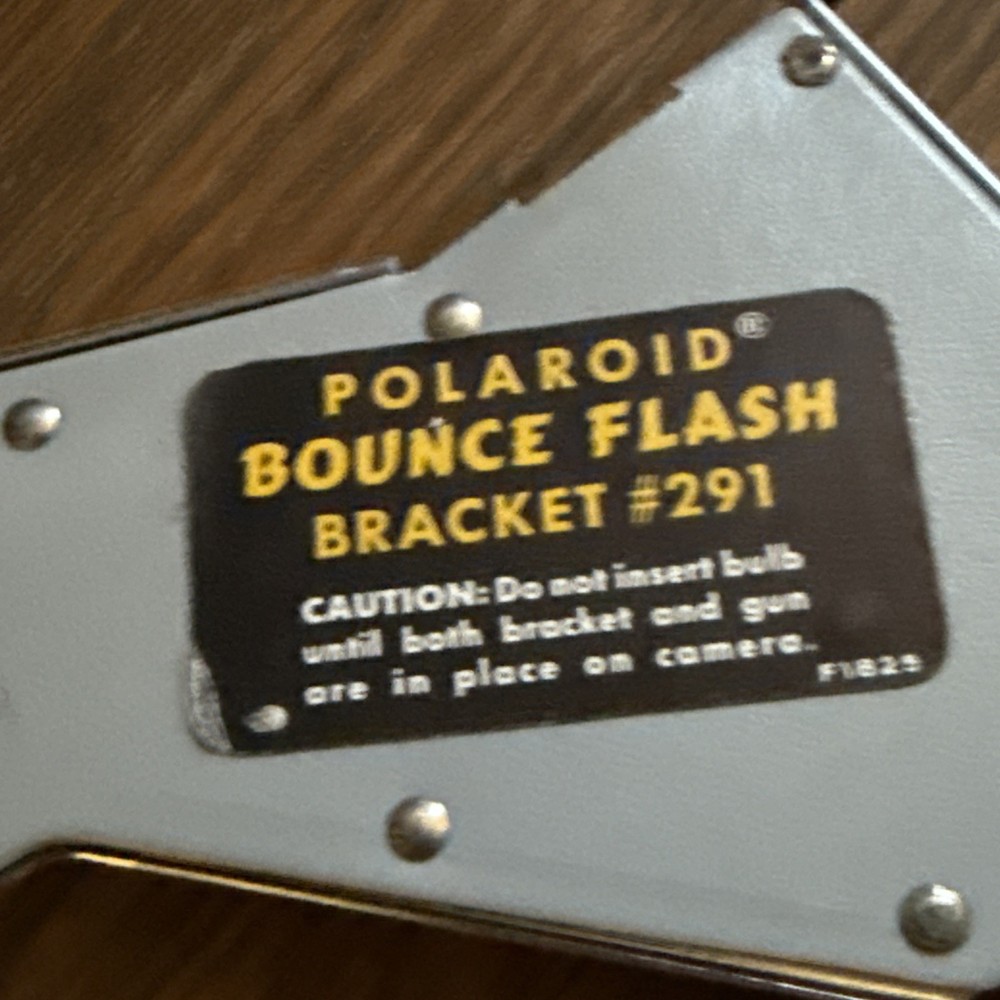 POLAROID®
BOUNCE FLASH
BRACKET #291
CAUTION: Do not insert bulb
until both bracket and gun
are in place on camera.
F1825